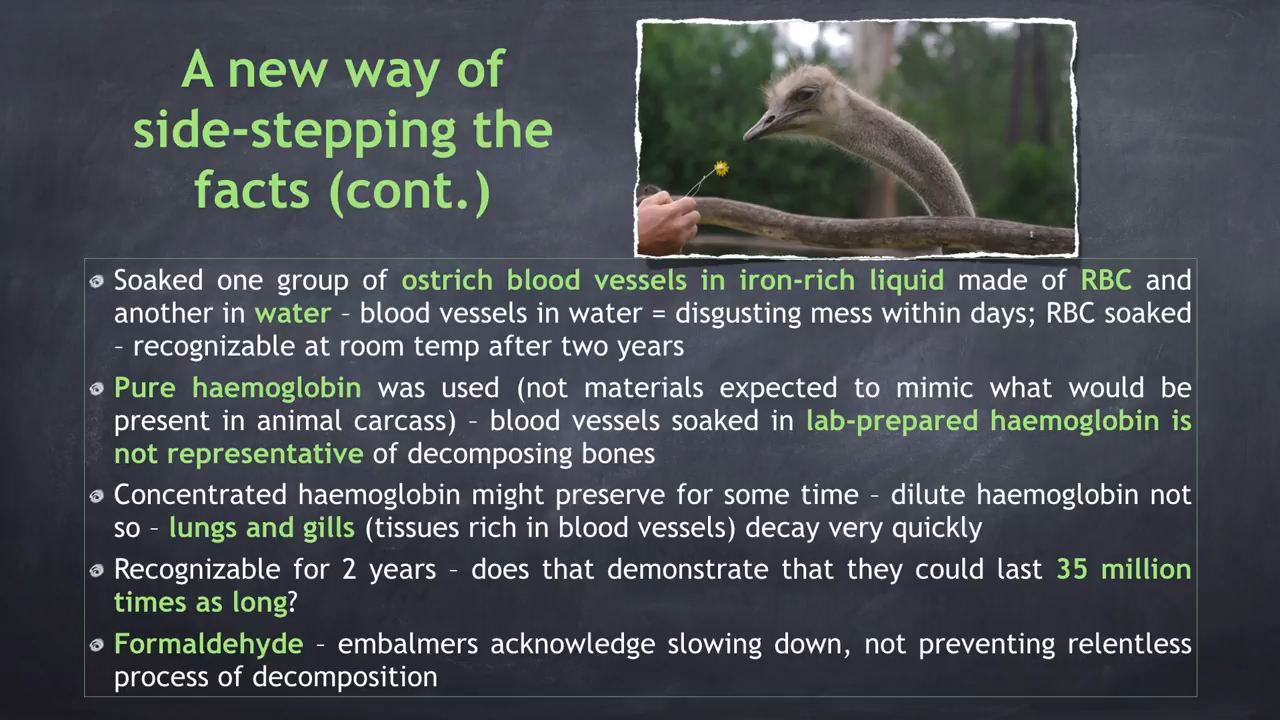 A new way of
side-stepping the
facts (cont.)
Soaked one group of ostrich blood vessels in iron-rich liquid made of RBC and
another in water – blood vessels in water = disgusting mess within days; RBC soaked
– recognizable at room temp after two years
Pure haemoglobin was used (not materials expected to mimic what would be
present in animal carcass) – blood vessels soaked in lab-prepared haemoglobin is
not representative of decomposing bones
Concentrated haemoglobin might preserve for some time – dilute haemoglobin not
so – lungs and gills (tissues rich in blood vessels) decay very quickly
Recognizable for 2 years – does that demonstrate that they could last 35 million
times as long?
Formaldehyde – embalmers acknowledge slowing down, not preventing relentless
process of decomposition